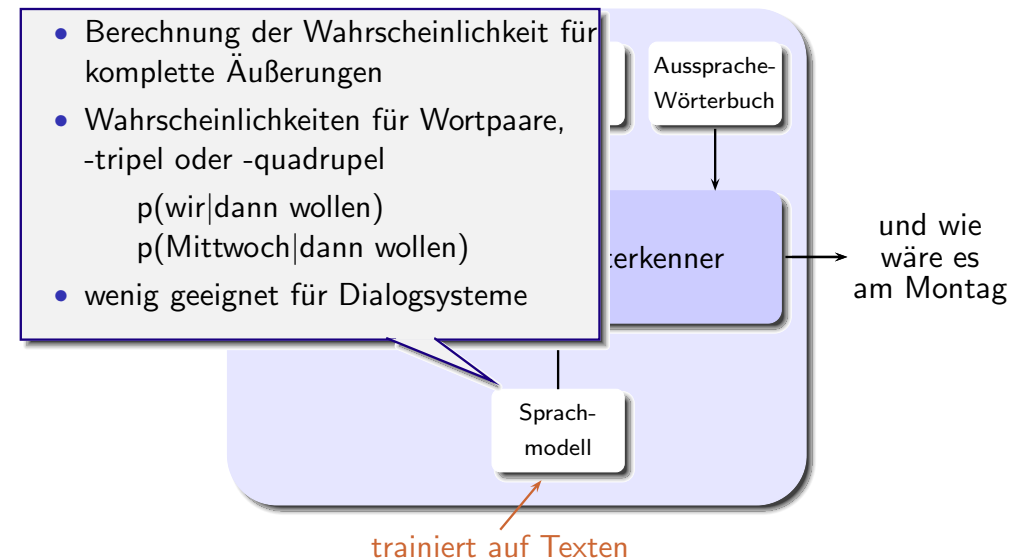 • Berechnung der Wahrscheinlichkeit für
komplette Äußerungen
• Wahrscheinlichkeiten für Wortpaare,
-tripel oder -quadrupel
p(wir|dann wollen)
p(Mittwoch|dann wollen)
• wenig geeignet für Dialogsysteme
Aussprache-
Wörterbuch
terkenner
und wie
wäre es
am Montag
Sprach-
modell
trainiert auf Texten